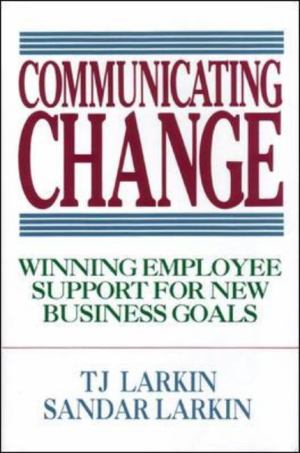 COMMUNICATING
CHANGE
WINNING EMPLOYEE
SUPPORT FOR NEW
BUSINESS GOALS
TJ LARKIN
SANDAR LARKIN